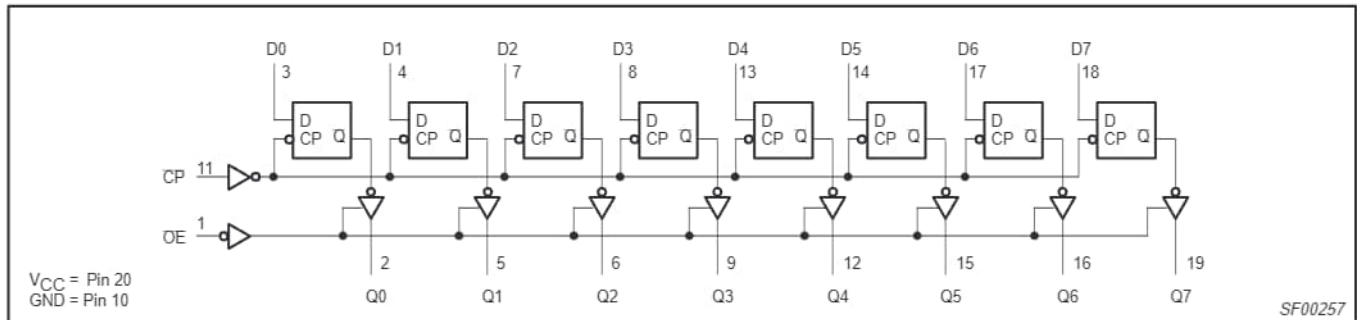 D0 D1 D2 D3 D4 D5 D6 D7
3 4 7 8 13 14 17 18
D D D D D D D D
CP Q CP Q CP Q CP Q CP Q CP Q CP Q CP Q
CP 11
OE 1
2 5 6 9 12 15 16 19
Q0 Q1 Q2 Q3 Q4 Q5 Q6 Q7
VCC = Pin 20
GND = Pin 10
SF00257